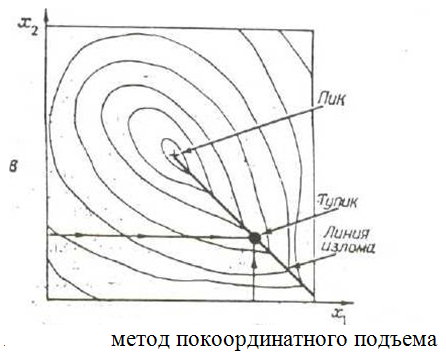 x₂
Пик
в
Тупик
Линия
излома
x₁
метод покоординатного подъема